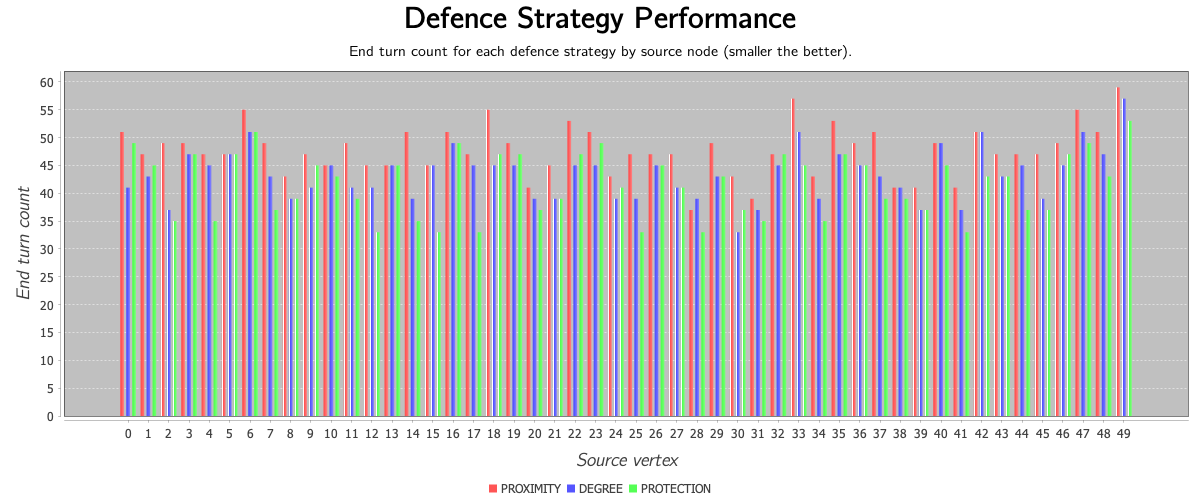 Defence Strategy Performance
End turn count for each defence strategy by source node (smaller the better).
60
55
50
45
40
35
30
25
20
15
10
5
0
End turn count
0 1 2 3 4 5 6 7 8 9 10 11 12 13 14 15 16 17 18 19 20 21 22 23 24 25 26 27 28 29 30 31 32 33 34 35 36 37 38 39 40 41 42 43 44 45 46 47 48 49
Source vertex
PROXIMITY DEGREE PROTECTION